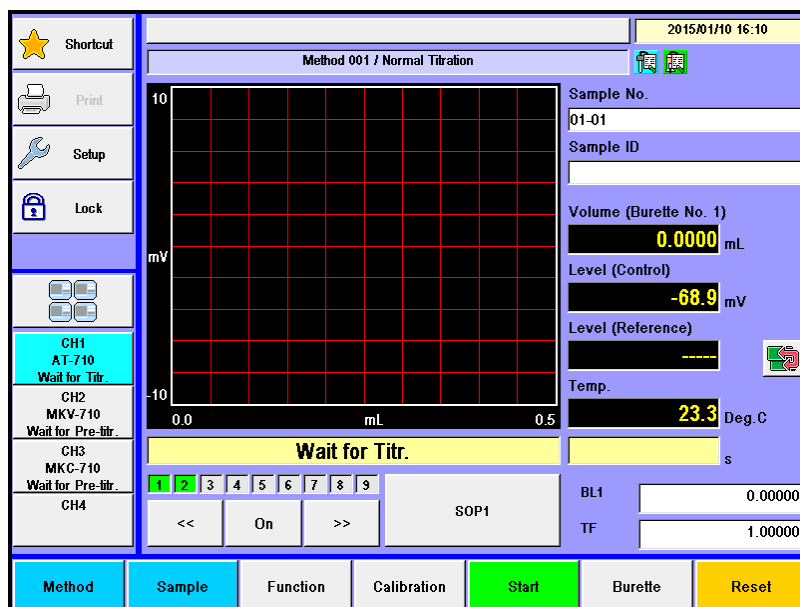 Shortcut
Print
Setup
Lock
CH1
AT-710
Wait for Titr.
CH2
MKV-710
Wait for Pre-titr.
CH3
MKC-710
Wait for Pre-titr.
CH4
2015/01/10 16:10
Method 001 / Normal Titration
10
mV
-10
0.0 mL 0.5
Sample No.
01-01
Sample ID
Volume (Burette No. 1)
0.0000 mL
Level (Control)
-68.9 mV
Level (Reference)
----- 
Temp.
23.3 Deg.C
Wait for Titr.
s
1 2 3 4 5 6 7 8 9
<< On >>
SOP1
BL1 0.00000
TF 1.00000
Method Sample Function Calibration Start Burette Reset